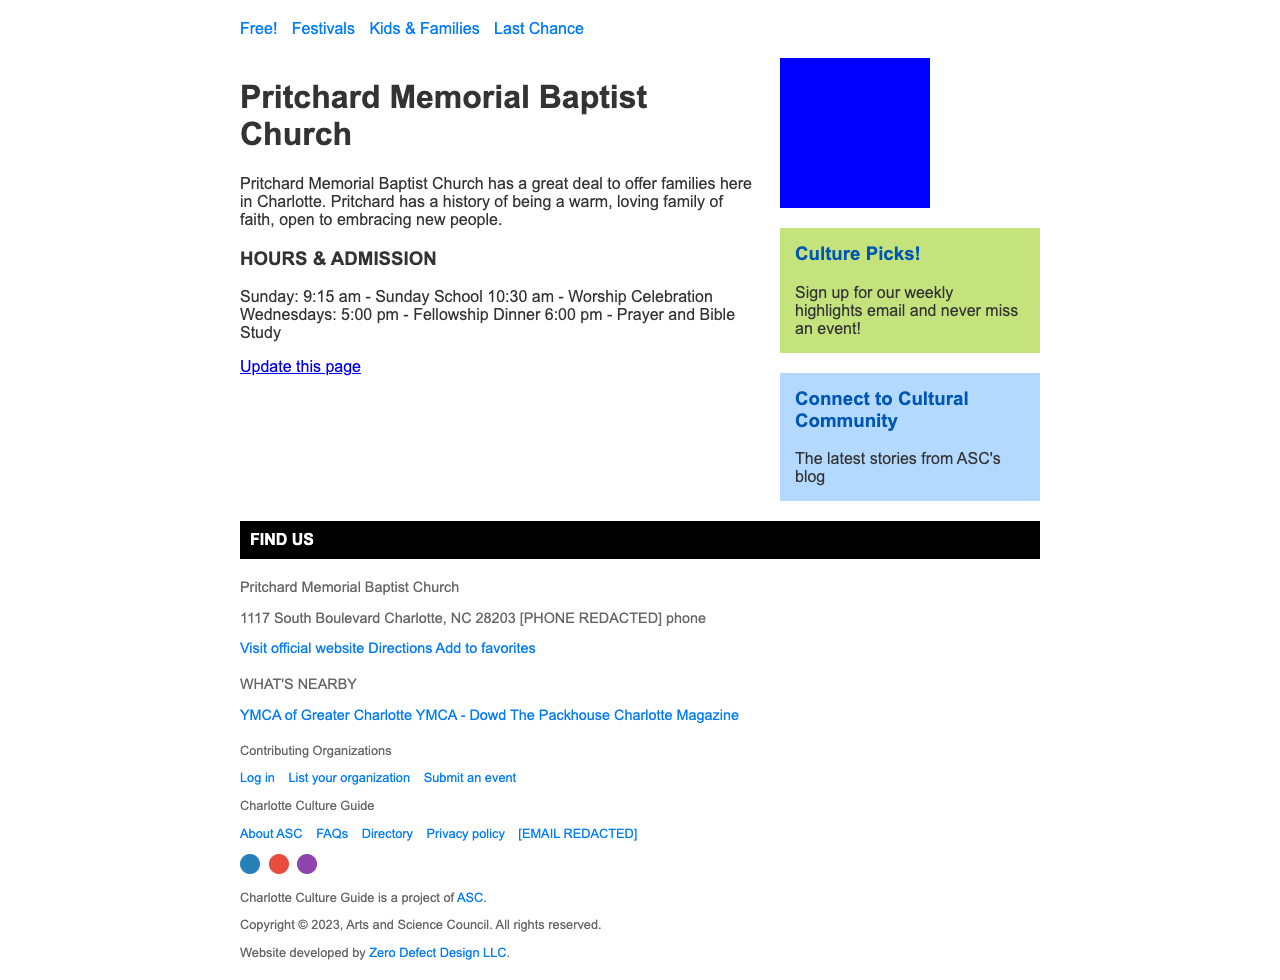 Free! Festivals Kids & Families Last Chance
Pritchard Memorial Baptist
Church
Pritchard Memorial Baptist Church has a great deal to offer families here
in Charlotte. Pritchard has a history of being a warm, loving family of
faith, open to embracing new people.
HOURS & ADMISSION
Sunday: 9:15 am - Sunday School 10:30 am - Worship Celebration
Wednesdays: 5:00 pm - Fellowship Dinner 6:00 pm - Prayer and Bible
Study
Update this page
Culture Picks!
Sign up for our weekly
highlights email and never miss
an event!
Connect to Cultural
Community
The latest stories from ASC's
blog
FIND US
Pritchard Memorial Baptist Church
1117 South Boulevard Charlotte, NC 28203 [PHONE REDACTED] phone
Visit official website Directions Add to favorites
WHAT'S NEARBY
YMCA of Greater Charlotte YMCA - Dowd The Packhouse Charlotte Magazine
Contributing Organizations
Log in List your organization Submit an event
Charlotte Culture Guide
About ASC FAQs Directory Privacy policy [EMAIL REDACTED]
Charlotte Culture Guide is a project of ASC.
Copyright © 2023, Arts and Science Council. All rights reserved.
Website developed by Zero Defect Design LLC.